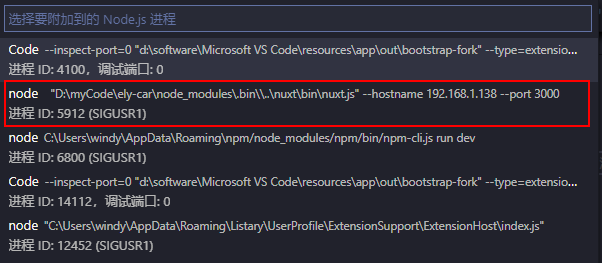 选择要附加到的 Node.js 进程
Code --inspect-port=0 "d:\software\Microsoft VS Code\resources\app\out\bootstrap-fork" --type=extensio...
进程 ID: 4100，调试端口: 0
node "D:\myCode\ely-car\node_modules\.bin\\..\nuxt\bin\nuxt.js" --hostname 192.168.1.138 --port 3000
进程 ID: 5912 (SIGUSR1)
node C:\Users\windy\AppData\Roaming\npm/node_modules/npm/bin/npm-cli.js run dev
进程 ID: 6800 (SIGUSR1)
Code --inspect-port=0 "d:\software\Microsoft VS Code\resources\app\out\bootstrap-fork" --type=extensio...
进程 ID: 14112，调试端口: 0
node "C:\Users\windy\AppData\Roaming\Listary\UserProfile\ExtensionSupport\ExtensionHost\index.js"
进程 ID: 12452 (SIGUSR1)